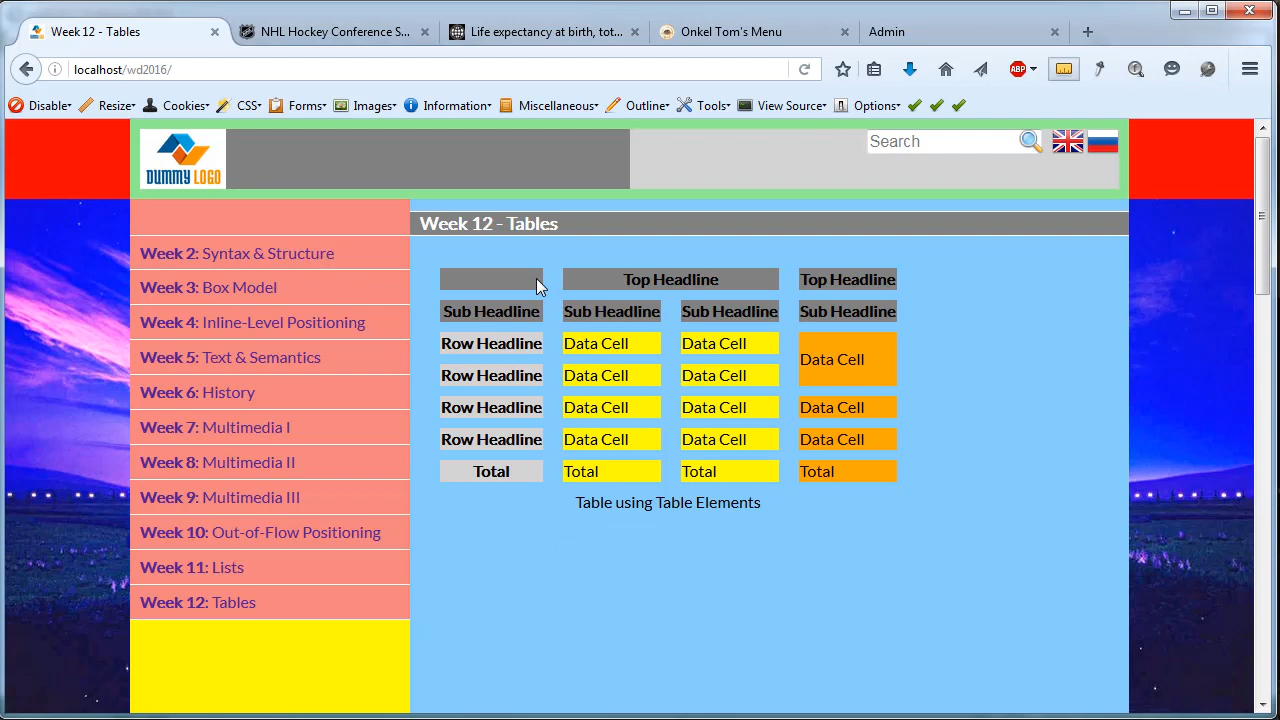 Week 12 - Tables
NHL Hockey Conference S...
Life expectancy at birth, tot...
Onkel Tom's Menu
Admin
localhost/wd2016/
ABP
Disable
Resize
Cookies
CSS
Forms
Images
Information
Miscellaneous
Outline
Tools
View Source
Options
DUMMY LOGO
Search
Week 12 - Tables
Week 2: Syntax & Structure
Week 3: Box Model
Week 4: Inline-Level Positioning
Week 5: Text & Semantics
Week 6: History
Week 7: Multimedia I
Week 8: Multimedia II
Week 9: Multimedia III
Week 10: Out-of-Flow Positioning
Week 11: Lists
Week 12: Tables
Top Headline Top Headline
Sub Headline Sub Headline Sub Headline Sub Headline
Row Headline Data Cell Data Cell Data Cell
Row Headline Data Cell Data Cell
Row Headline Data Cell Data Cell Data Cell
Row Headline Data Cell Data Cell Data Cell
Total Total Total Total
Table using Table Elements